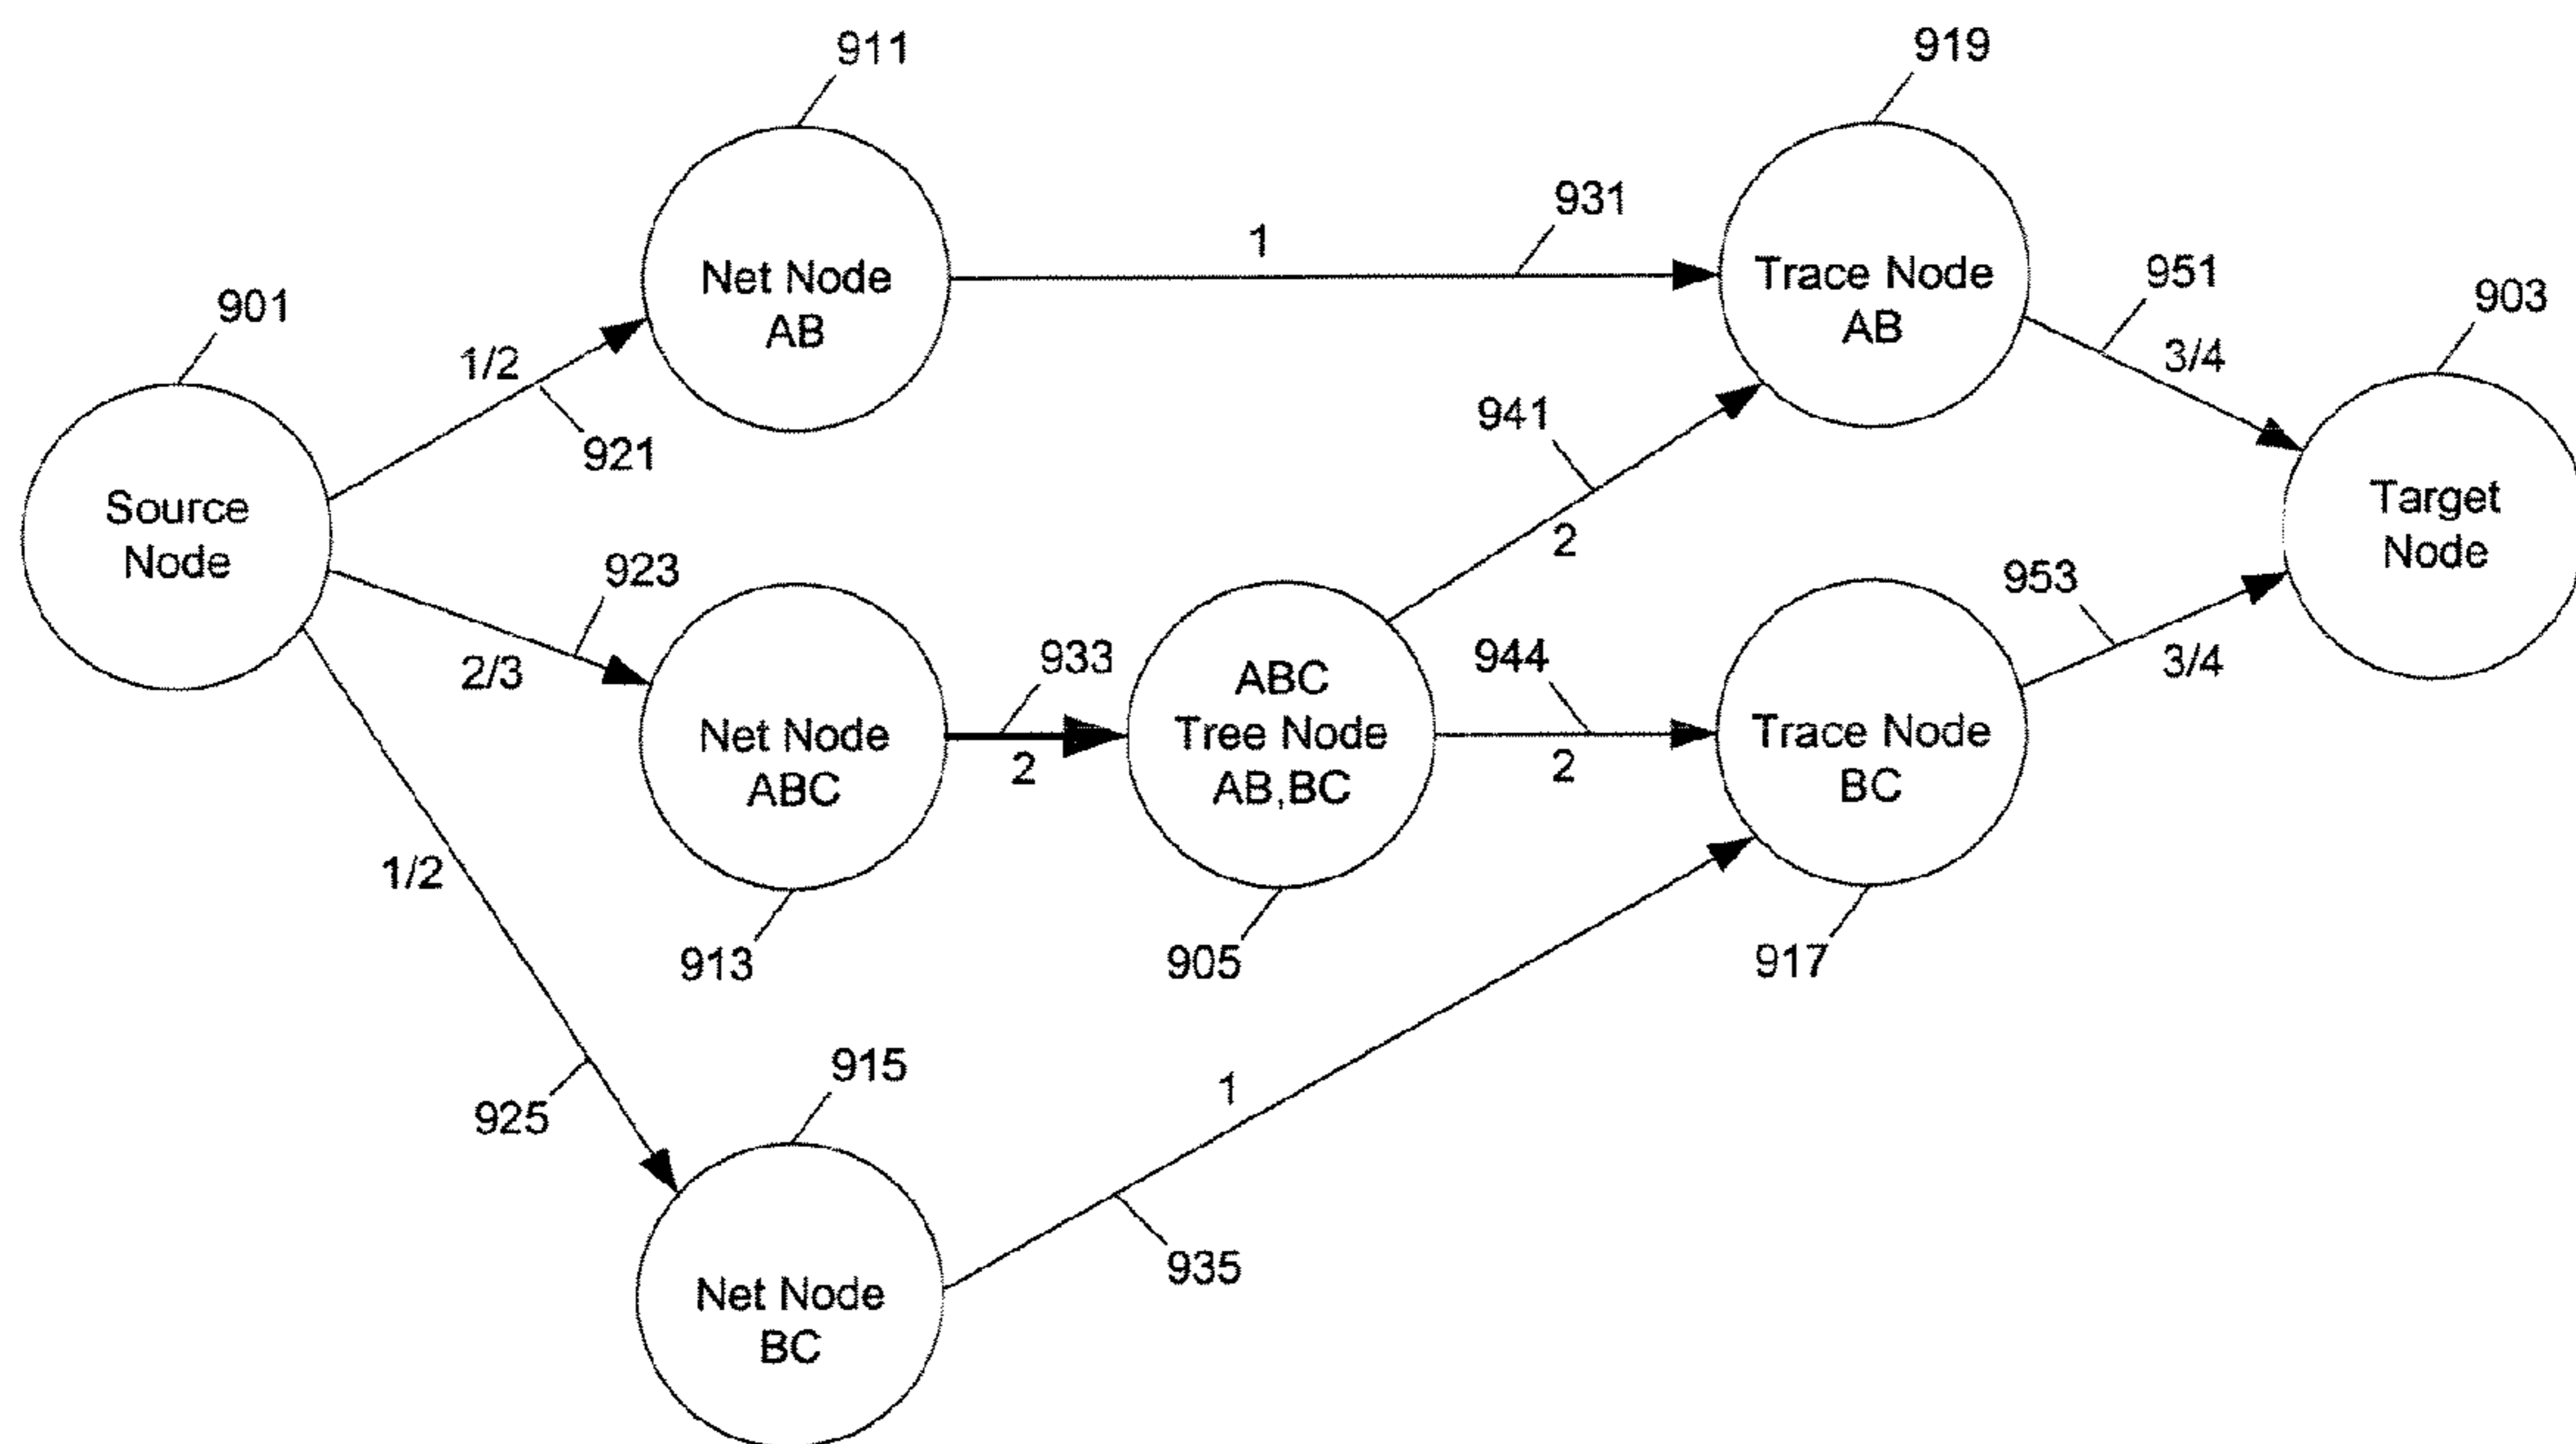 911
919
931
1
901
Net Node
AB
Trace Node
AB
951
903
1/2
3/4
921
941
Source
Node
Target
Node
2
923
953
2/3
933
944
3/4
Net Node
ABC
2
ABC
Tree Node
AB,BC
2
Trace Node
BC
1/2
913
905
917
915
1
925
935
Net Node
BC